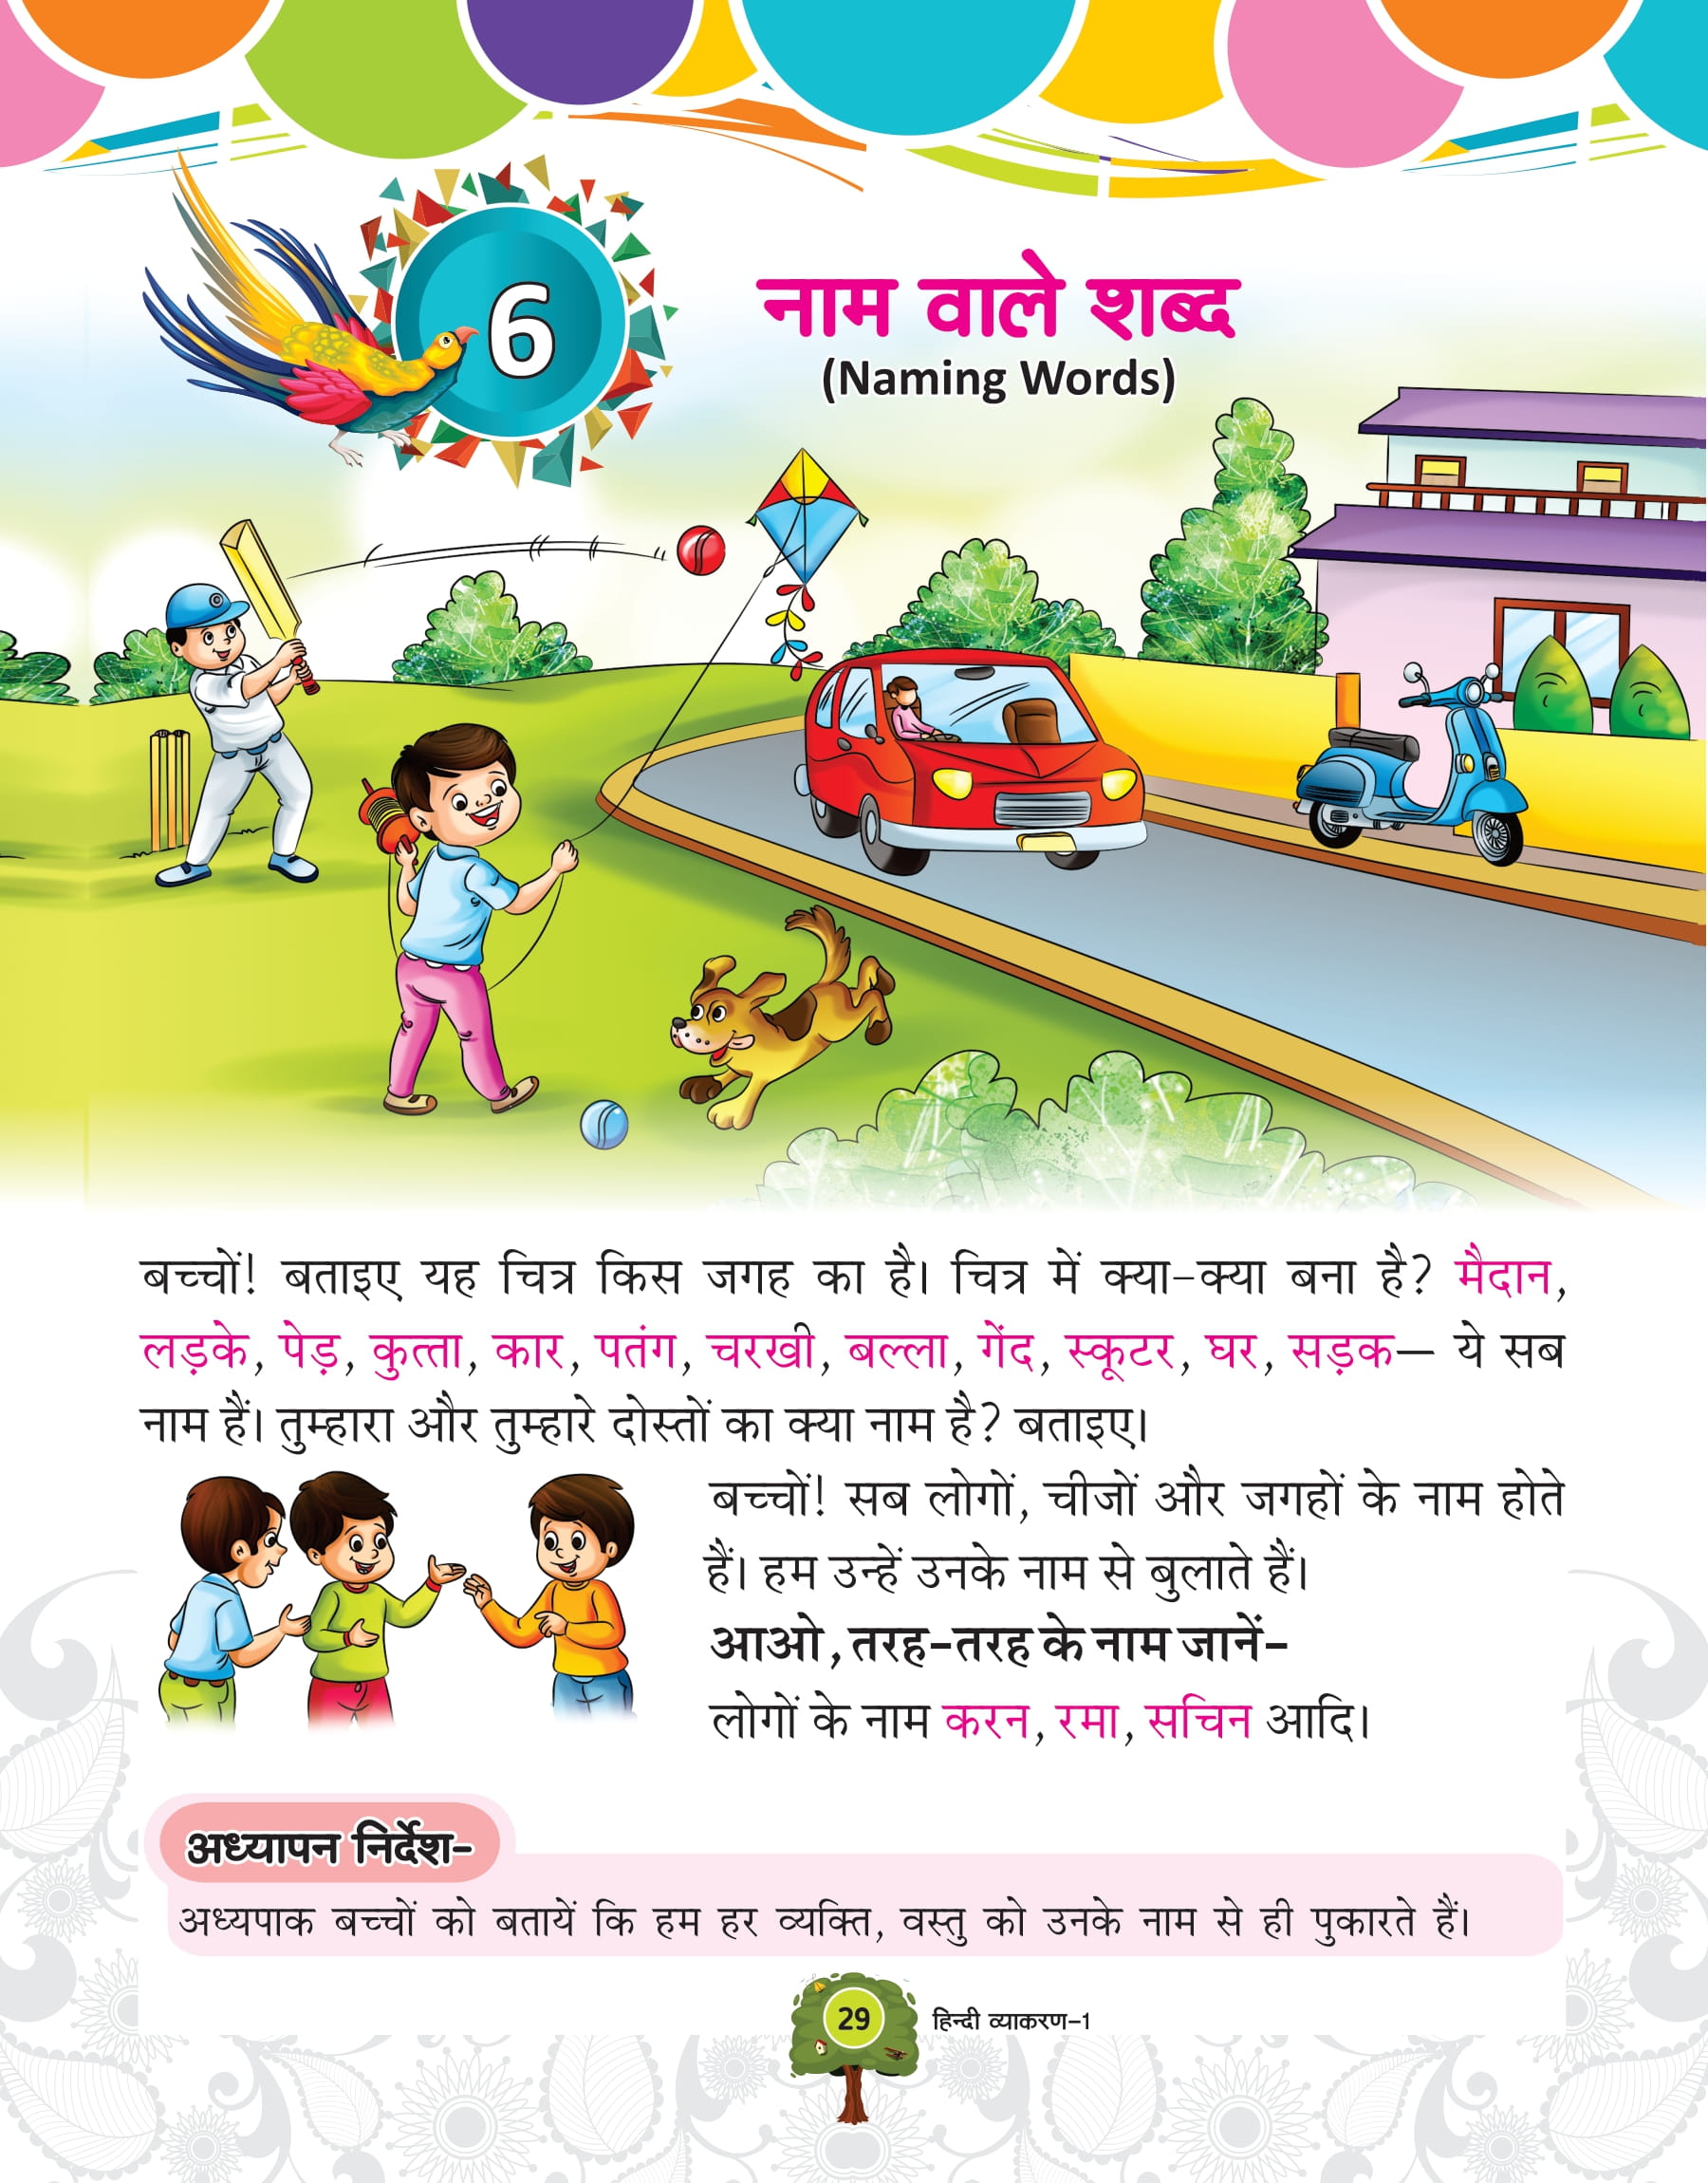 6
नाम वाले शब्द
(Naming Words)
बच्चों! बताइए यह चित्र किस जगह का है। चित्र में क्या-क्या बना है? मैदान,
लड़के, पेड़, कुत्ता, कार, पतंग, चरखी, बल्ला, गेंद, स्कूटर, घर, सड़क— ये सब
नाम हैं। तुम्हारा और तुम्हारे दोस्तों का क्या नाम है? बताइए।
बच्चों! सब लोगों, चीजों और जगहों के नाम होते
हैं। हम उन्हें उनके नाम से बुलाते हैं।
आओ, तरह-तरह के नाम जानें-
लोगों के नाम करन, रमा, सचिन आदि।
अध्यापन निर्देश-
अध्यपाक बच्चों को बतायें कि हम हर व्यक्ति, वस्तु को उनके नाम से ही पुकारते हैं।
29 हिन्दी व्याकरण-1